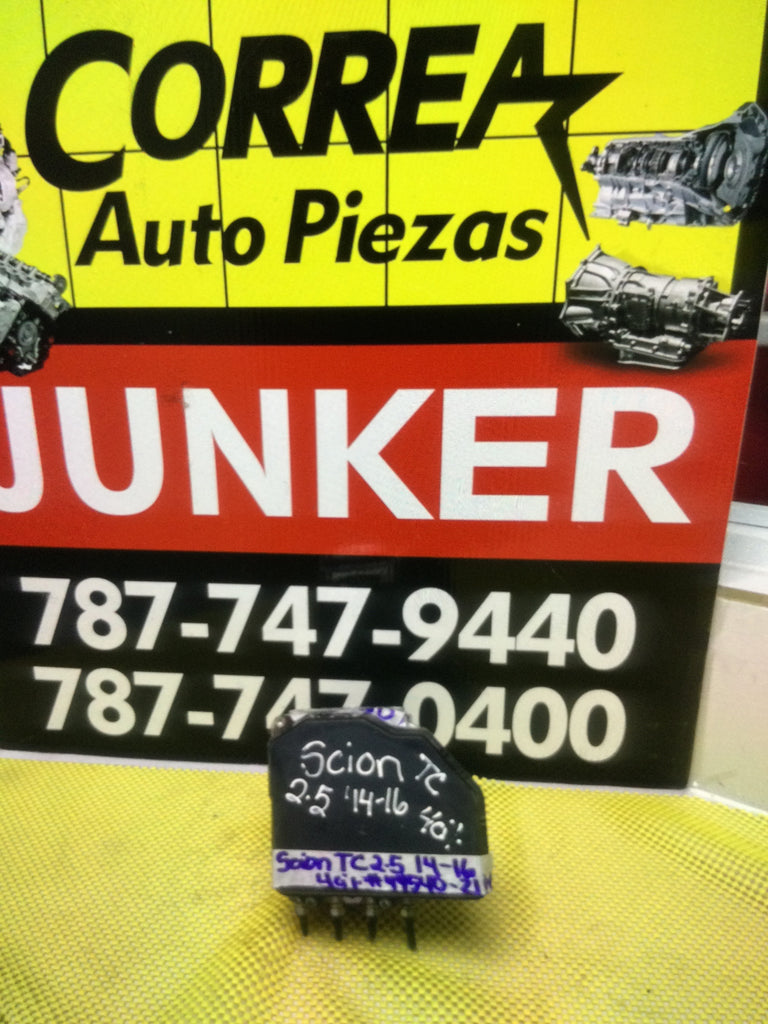 CORREA
Auto Piezas
JUNKER
787-747-9440
787-747-0400
Scion TC
2.5 '14-16
Scion TC 2.5 14-16